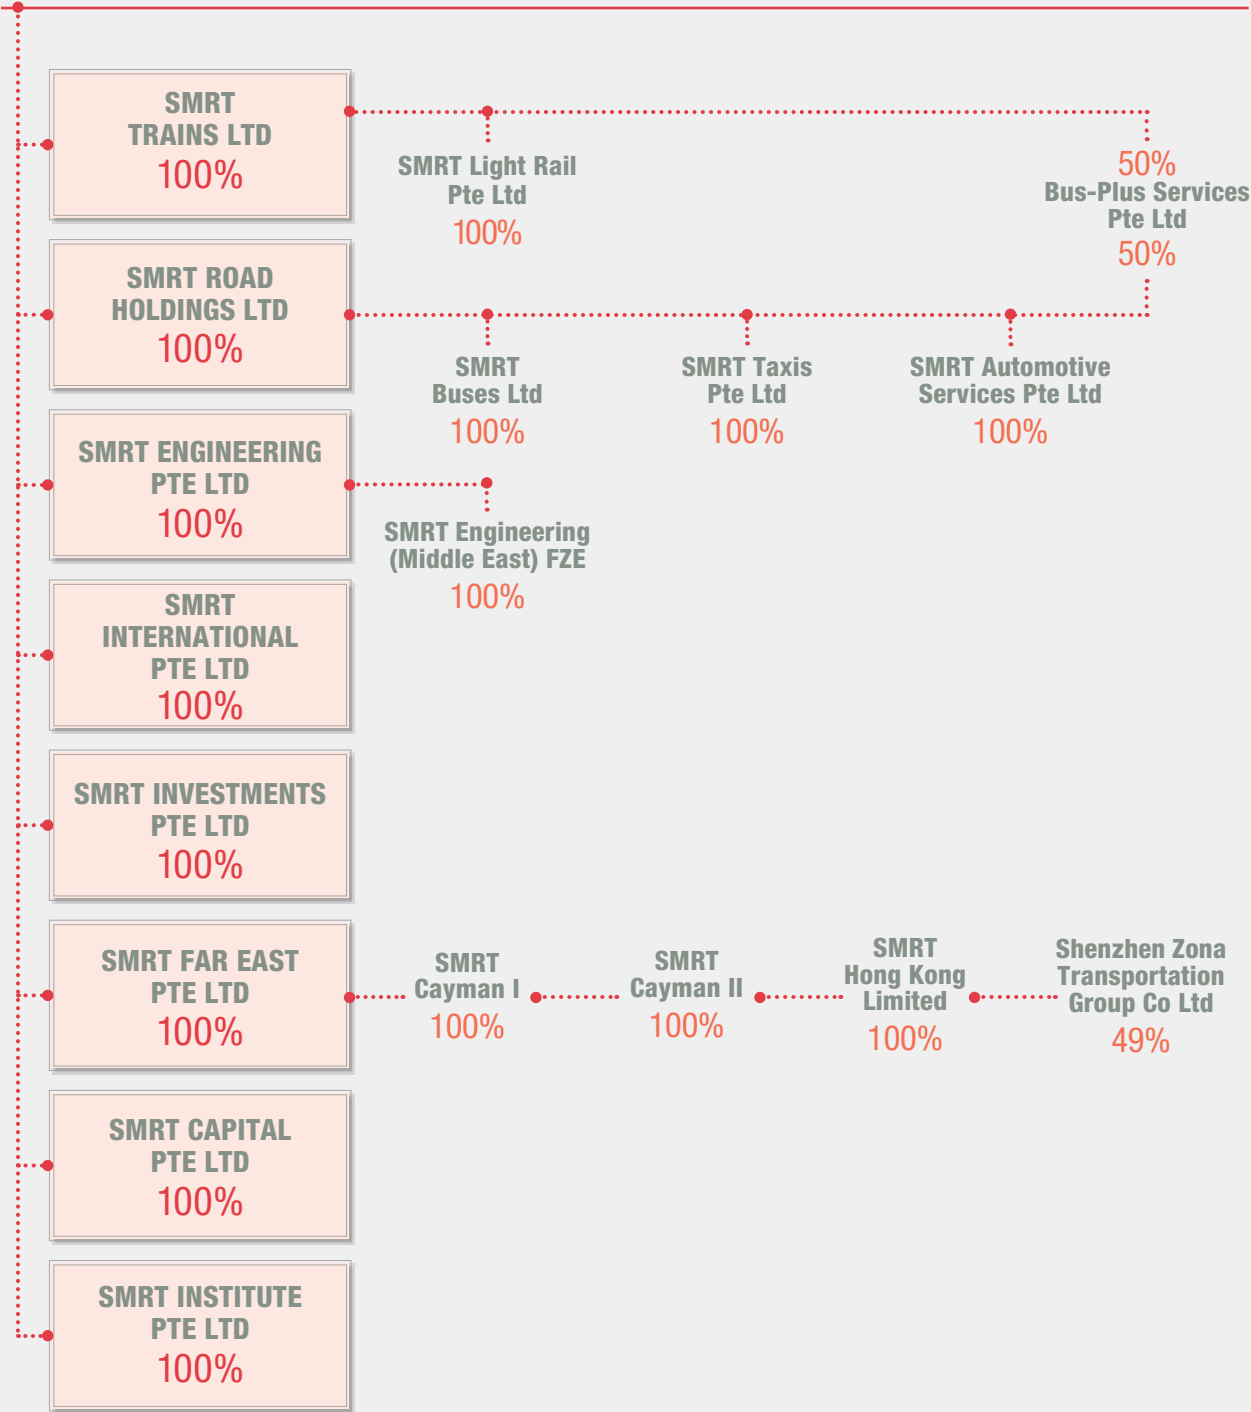 SMRT
TRAINS LTD
100%
SMRT Light Rail
Pte Ltd
100%
50%
Bus-Plus Services
Pte Ltd
50%
SMRT ROAD
HOLDINGS LTD
100%
SMRT
Buses Ltd
100%
SMRT Taxis
Pte Ltd
100%
SMRT Automotive
Services Pte Ltd
100%
SMRT ENGINEERING
PTE LTD
100%
SMRT Engineering
(Middle East) FZE
100%
SMRT
INTERNATIONAL
PTE LTD
100%
SMRT INVESTMENTS
PTE LTD
100%
SMRT FAR EAST
PTE LTD
100%
SMRT
Cayman I
100%
SMRT
Cayman II
100%
SMRT
Hong Kong
Limited
100%
Shenzhen Zona
Transportation
Group Co Ltd
49%
SMRT CAPITAL
PTE LTD
100%
SMRT INSTITUTE
PTE LTD
100%